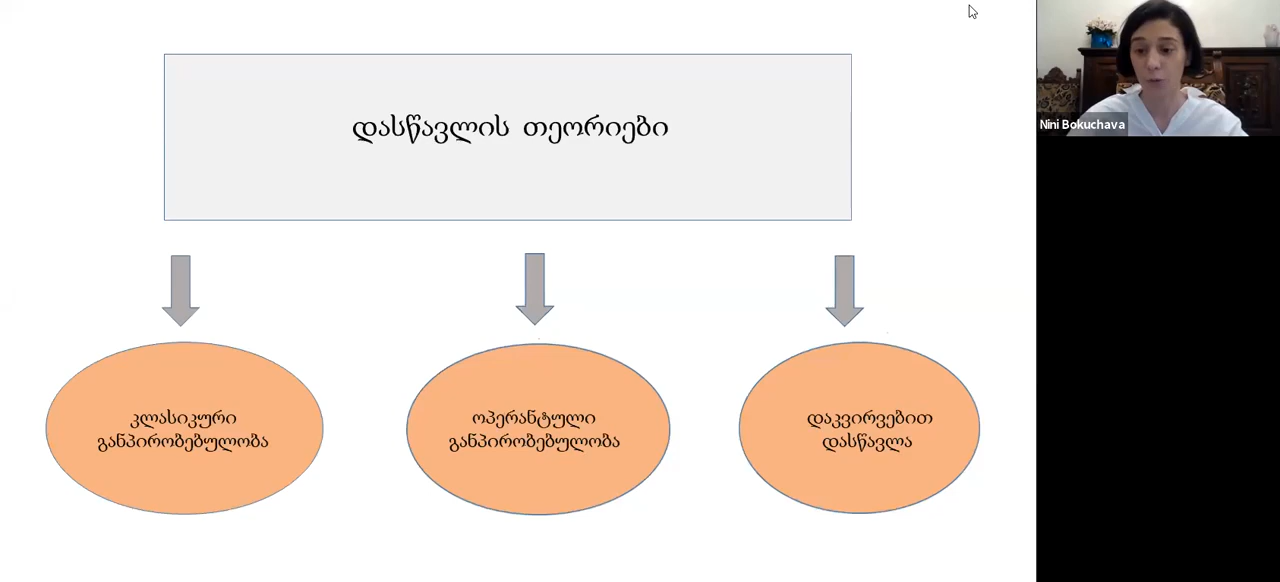 დასწავლის თეორიები
კლასიკური
განპირობებულობა
ოპერანტული
განპირობებულობა
დაკვირვებით
დასწავლა
Nini Bokuchava